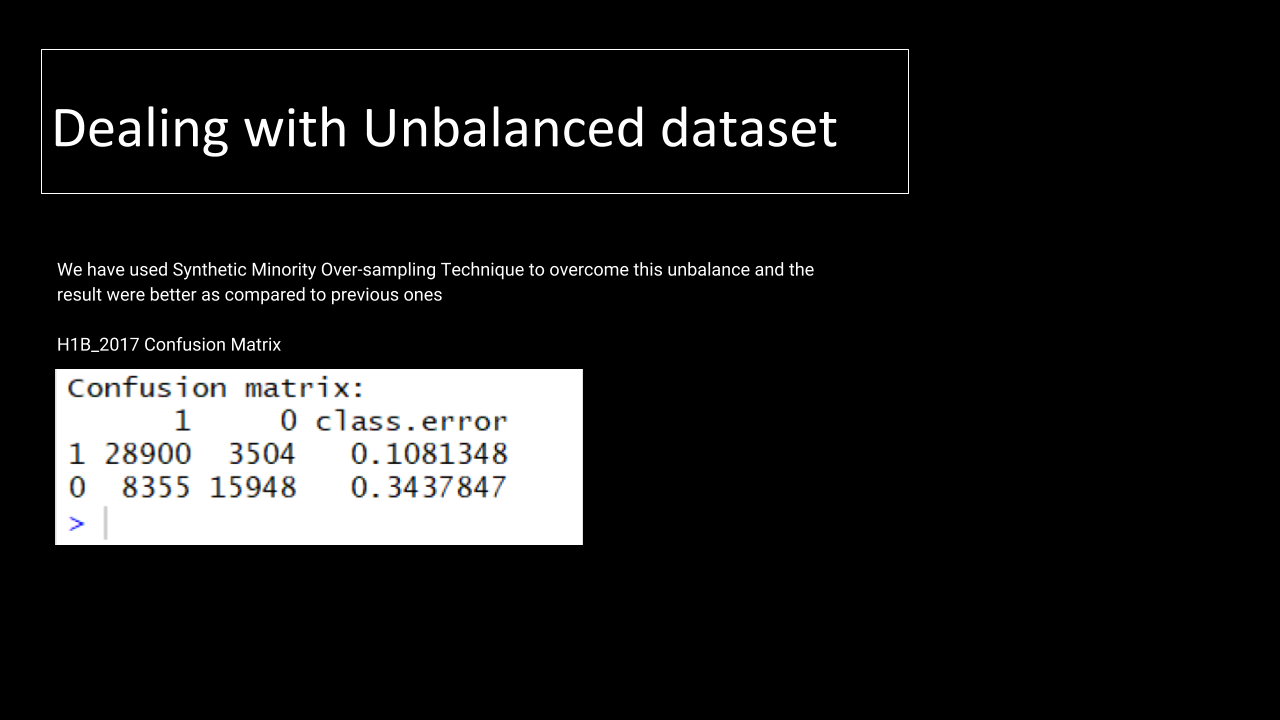 Dealing with Unbalanced dataset
We have used Synthetic Minority Over-sampling Technique to overcome this unbalance and the
result were better as compared to previous ones
H1B_2017 Confusion Matrix
Confusion matrix:
1 0 class.error
1 28900 3504 0.1081348
0 8355 15948 0.3437847
>